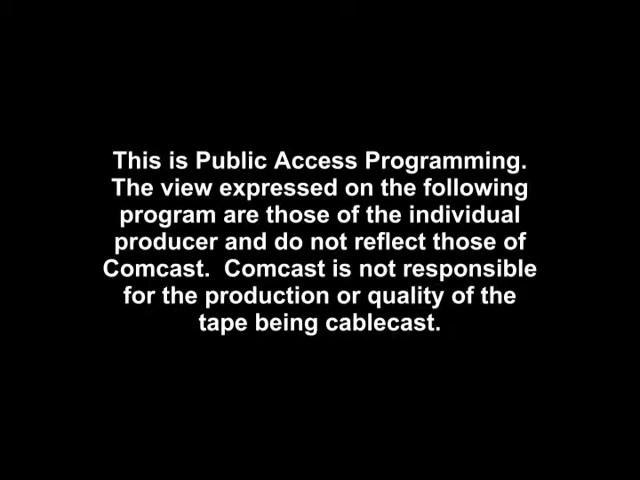 This is Public Access Programming.
The view expressed on the following
program are those of the individual
producer and do not reflect those of
Comcast.  Comcast is not responsible
for the production or quality of the
tape being cablecast.